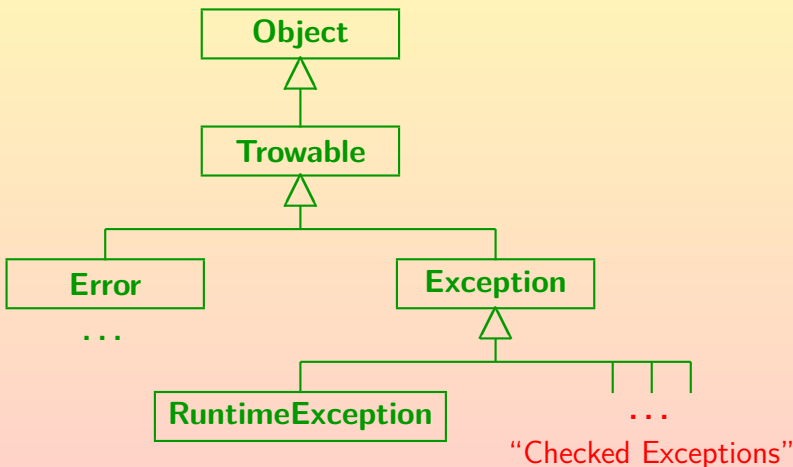 Object
Trowable
Error
Exception
...
RuntimeException
...
“Checked Exceptions”